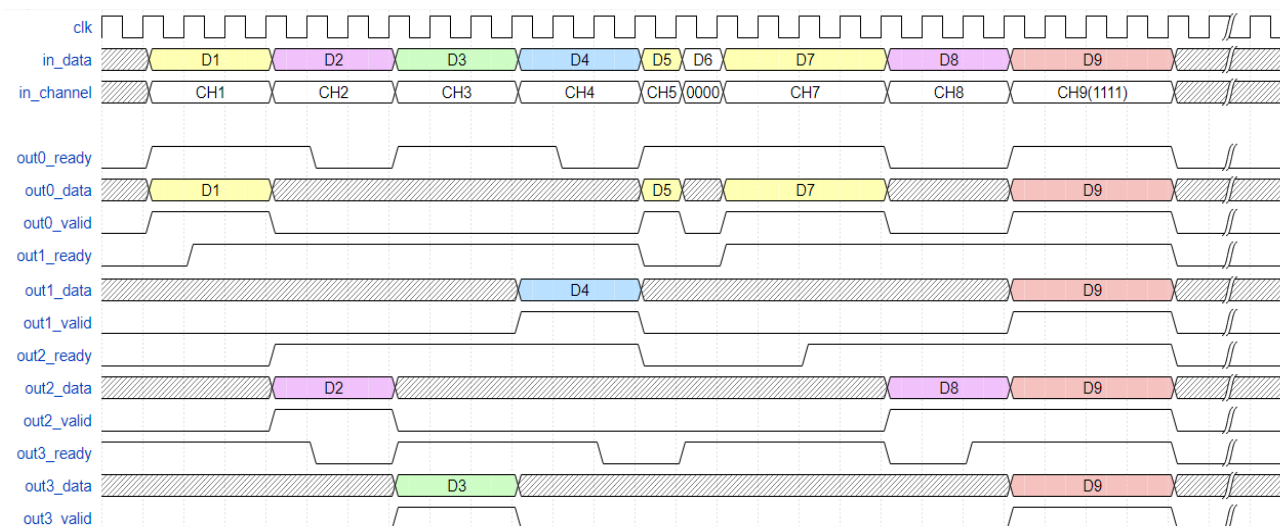 clk
in_data D1 D2 D3 D4 D5 D6 D7 D8 D9
in_channel CH1 CH2 CH3 CH4 CH5 0000 CH7 CH8 CH9(1111)
out0_ready
out0_data D1 D5 D7 D9
out0_valid
out1_ready
out1_data D4 D9
out1_valid
out2_ready
out2_data D2 D8 D9
out2_valid
out3_ready
out3_data D3 D9
out3_valid